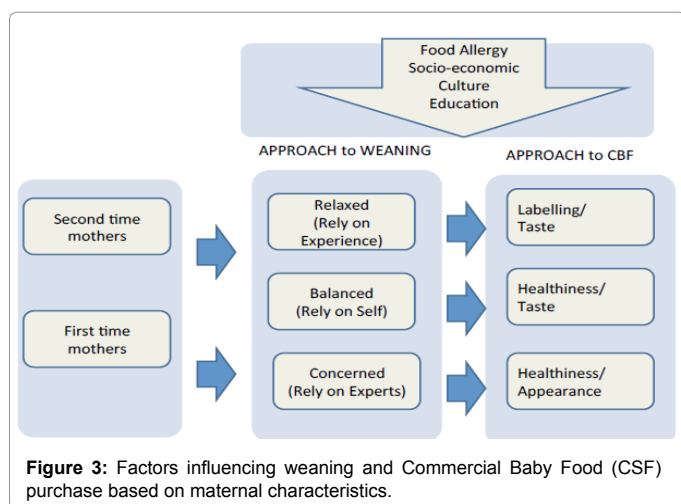 Food Allergy
Socio-economic
Culture
Education
APPROACH to WEANING
APPROACH to CBF
Second time
mothers
First time
mothers
Relaxed
(Rely on
Experience)
Balanced
(Rely on Self)
Concerned
(Rely on Experts)
Labelling/
Taste
Healthiness/
Taste
Healthiness/
Appearance
Figure 3: Factors influencing weaning and Commercial Baby Food (CSF)
purchase based on maternal characteristics.